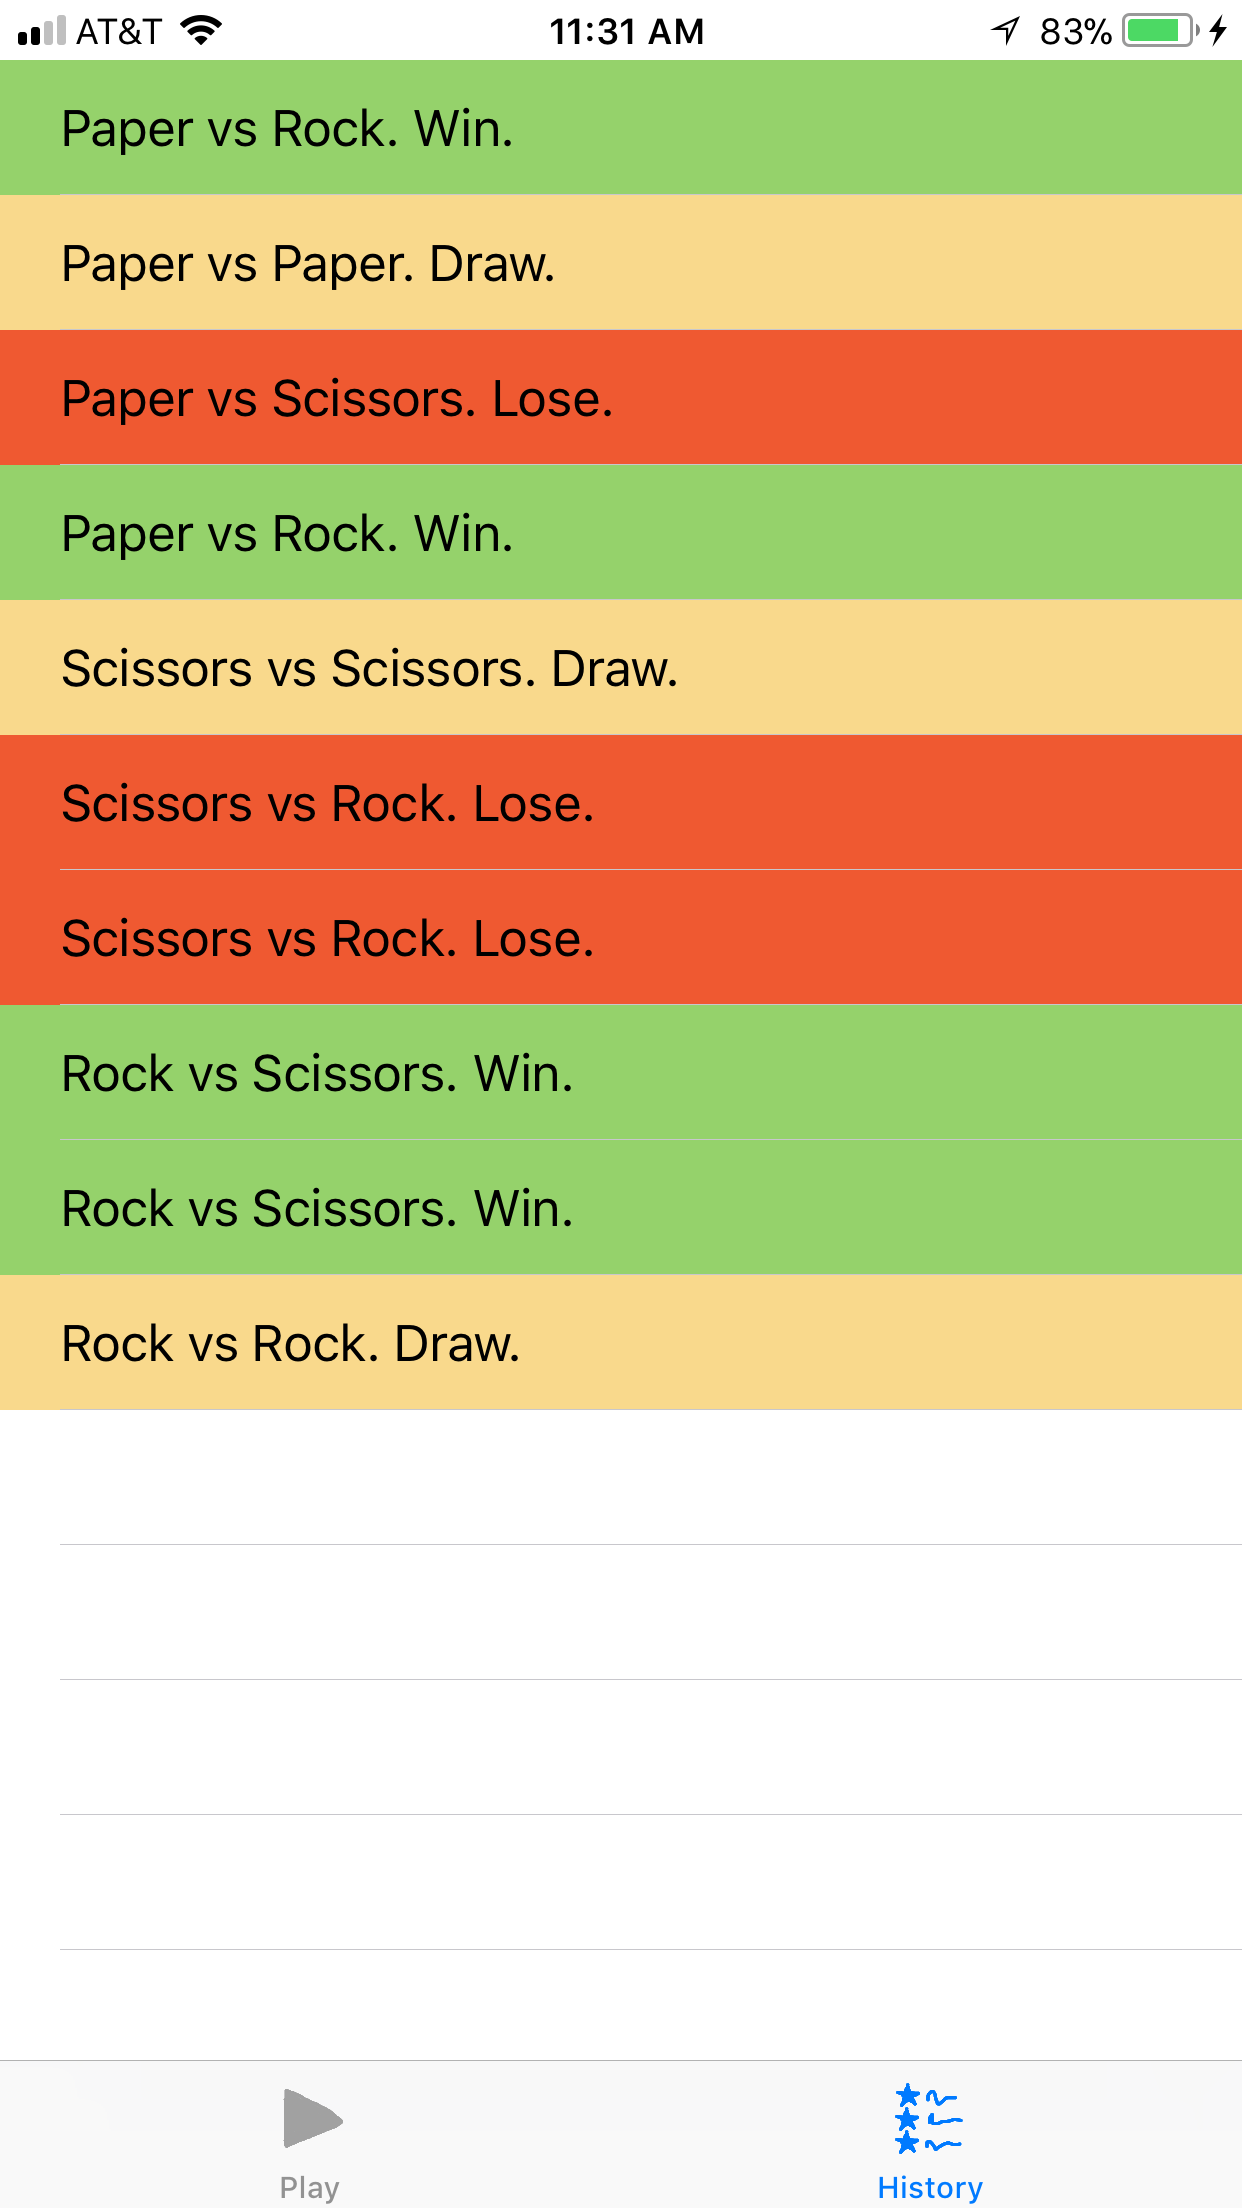 AT&T 11:31 AM 83%
Paper vs Rock. Win.
Paper vs Paper. Draw.
Paper vs Scissors. Lose.
Paper vs Rock. Win.
Scissors vs Scissors. Draw.
Scissors vs Rock. Lose.
Scissors vs Rock. Lose.
Rock vs Scissors. Win.
Rock vs Scissors. Win.
Rock vs Rock. Draw.
Play History